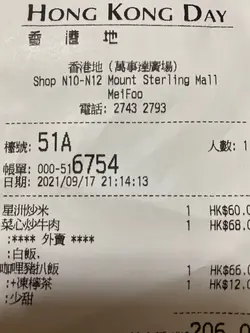 HONG KONG DAY
香港地
香港地（萬事達廣場）
Shop N10-N12 Mount Sterling Mall
MeiFoo
電話: 2743 2793
檯號: 51A 人數: 1
帳單: 000-516754
日期: 2021/09/17 21:14:13
星洲炒米 1 HK$60.0
菜心炒牛肉 1 HK$68.0
:**** 外賣 ****
:白飯,
咖哩豬扒飯 1 HK$66.0
:+凍檸茶 1 HK$12.0
:少甜
206.0